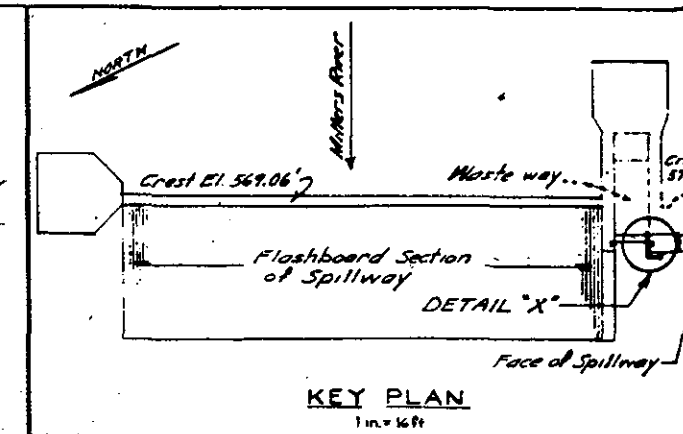 NORTH
Millers River
Crest El. 569.06'
Waste way
Flashboard Section
of Spillway
DETAIL "X"
Face of Spillway
KEY PLAN
1 in. = 16 ft